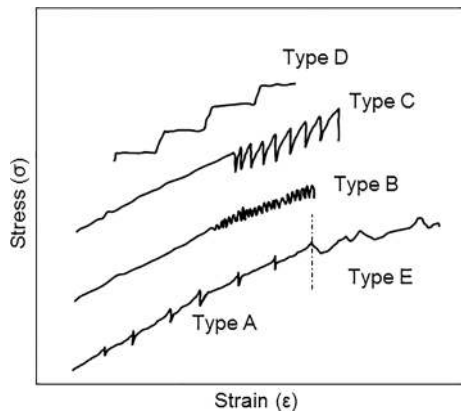 Type D
Type C
Type B
Type E
Type A
Stress (σ)
Strain (ε)